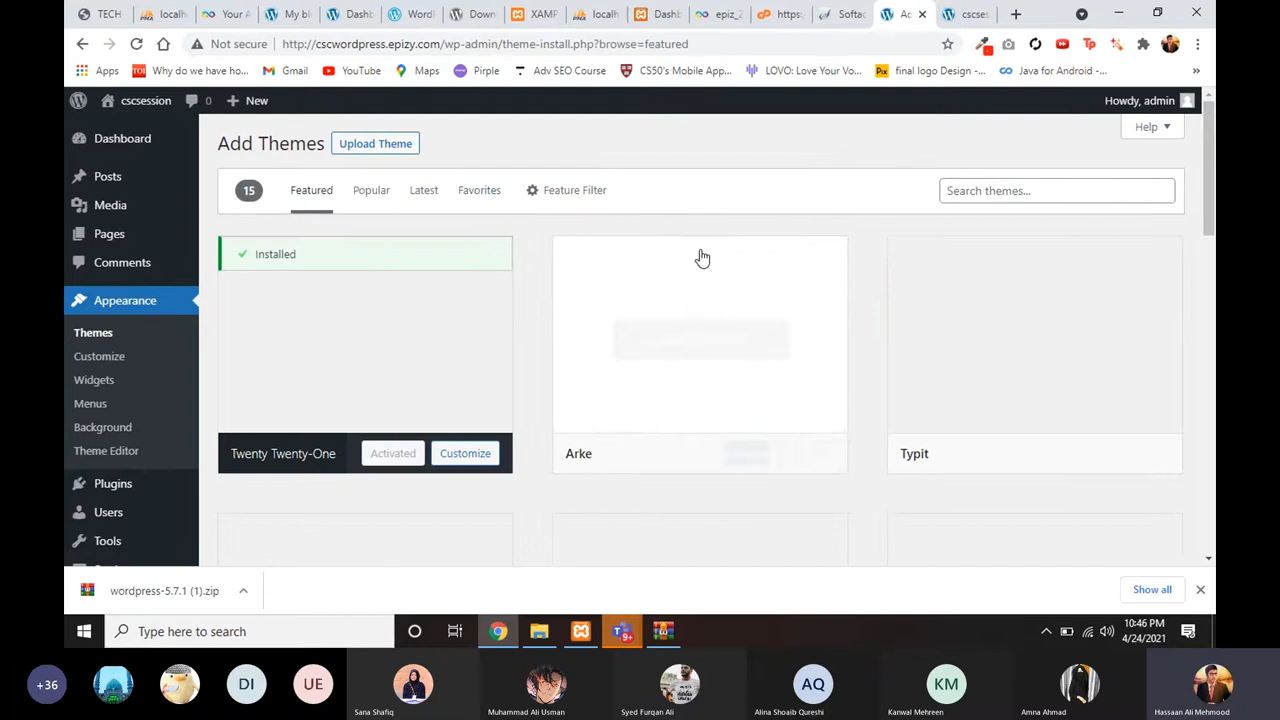 TECH
localh
Your A
My bl
Dashb
WordI
Down
XAMP
localh
Dashb
epiz_2
https:
Softac
Ad
cscses
Not secure
http://cscwordpress.epizy.com/wp-admin/theme-install.php?browse=featured
Apps
Why do we have ho...
Gmail
YouTube
Maps
Pirple
Adv SEO Course
CS50's Mobile App...
LOVO: Love Your Vo...
final logo Design -...
Java for Android -...
cscsession
0
New
Howdy, admin
Dashboard
Posts
Media
Pages
Comments
Appearance
Themes
Customize
Widgets
Menus
Background
Theme Editor
Plugins
Users
Tools
Add Themes
Upload Theme
Help
15
Featured
Popular
Latest
Favorites
Feature Filter
Search themes...
Installed
Twenty Twenty-One
Activated
Customize
Arke
Typit
wordpress-5.7.1 (1).zip
Show all
Type here to search
9+
10:46 PM
4/24/2021
+36
DI
UE
Sana Shafiq
Muhammad Ali Usman
Syed Furqan Ali
AQ
Alina Shoaib Qureshi
KM
Kanwal Mehreen
Amna Ahmad
Hassaan Ali Mehmood